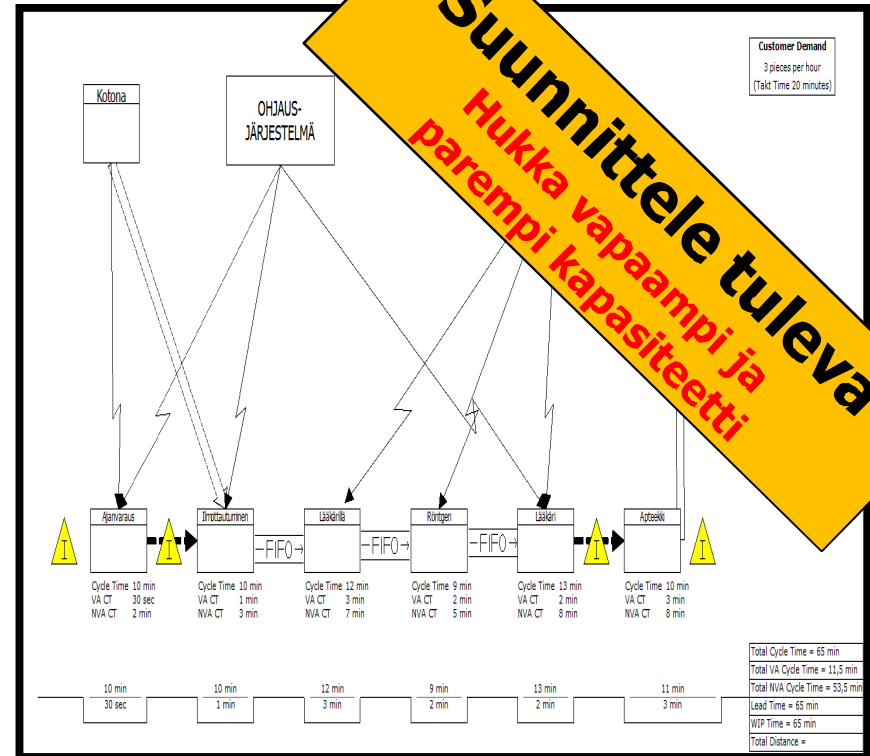 Suunnittele tuleva
Hukka vapaampi ja
parempi kapasiteetti
Customer Demand
3 pieces per hour
(Takt Time 20 minutes)
Kotona
OHJAUS-
JÄRJESTELMÄ
Ajanvaraus
Ilmottautuminen
Lääkärillä
Röntgen
Lääkäri
Apteekki
I
I
FIFO
FIFO
FIFO
I
I
Cycle Time 10 min
VA CT 30 sec
NVA CT 2 min
Cycle Time 10 min
VA CT 1 min
NVA CT 3 min
Cycle Time 12 min
VA CT 3 min
NVA CT 7 min
Cycle Time 9 min
VA CT 2 min
NVA CT 5 min
Cycle Time 13 min
VA CT 2 min
NVA CT 8 min
Cycle Time 10 min
VA CT 3 min
NVA CT 8 min
10 min
30 sec
10 min
1 min
12 min
3 min
9 min
2 min
13 min
2 min
11 min
3 min
Total Cycle Time = 65 min
Total VA Cycle Time = 11,5 min
Total NVA Cycle Time = 53,5 min
Lead Time = 65 min
WIP Time = 65 min
Total Distance =